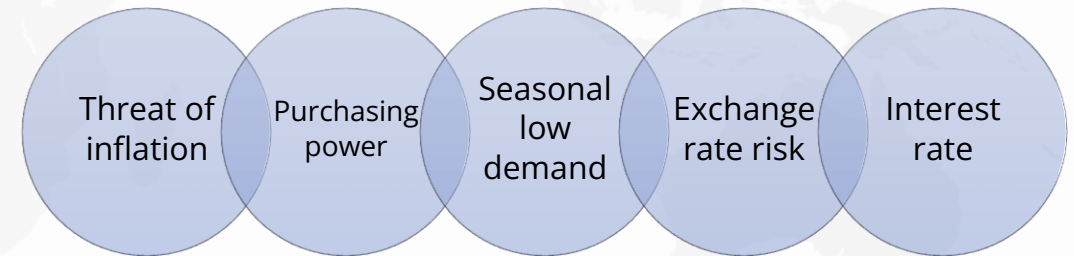 Threat of
inflation
Purchasing
power
Seasonal
low
demand
Exchange
rate risk
Interest
rate